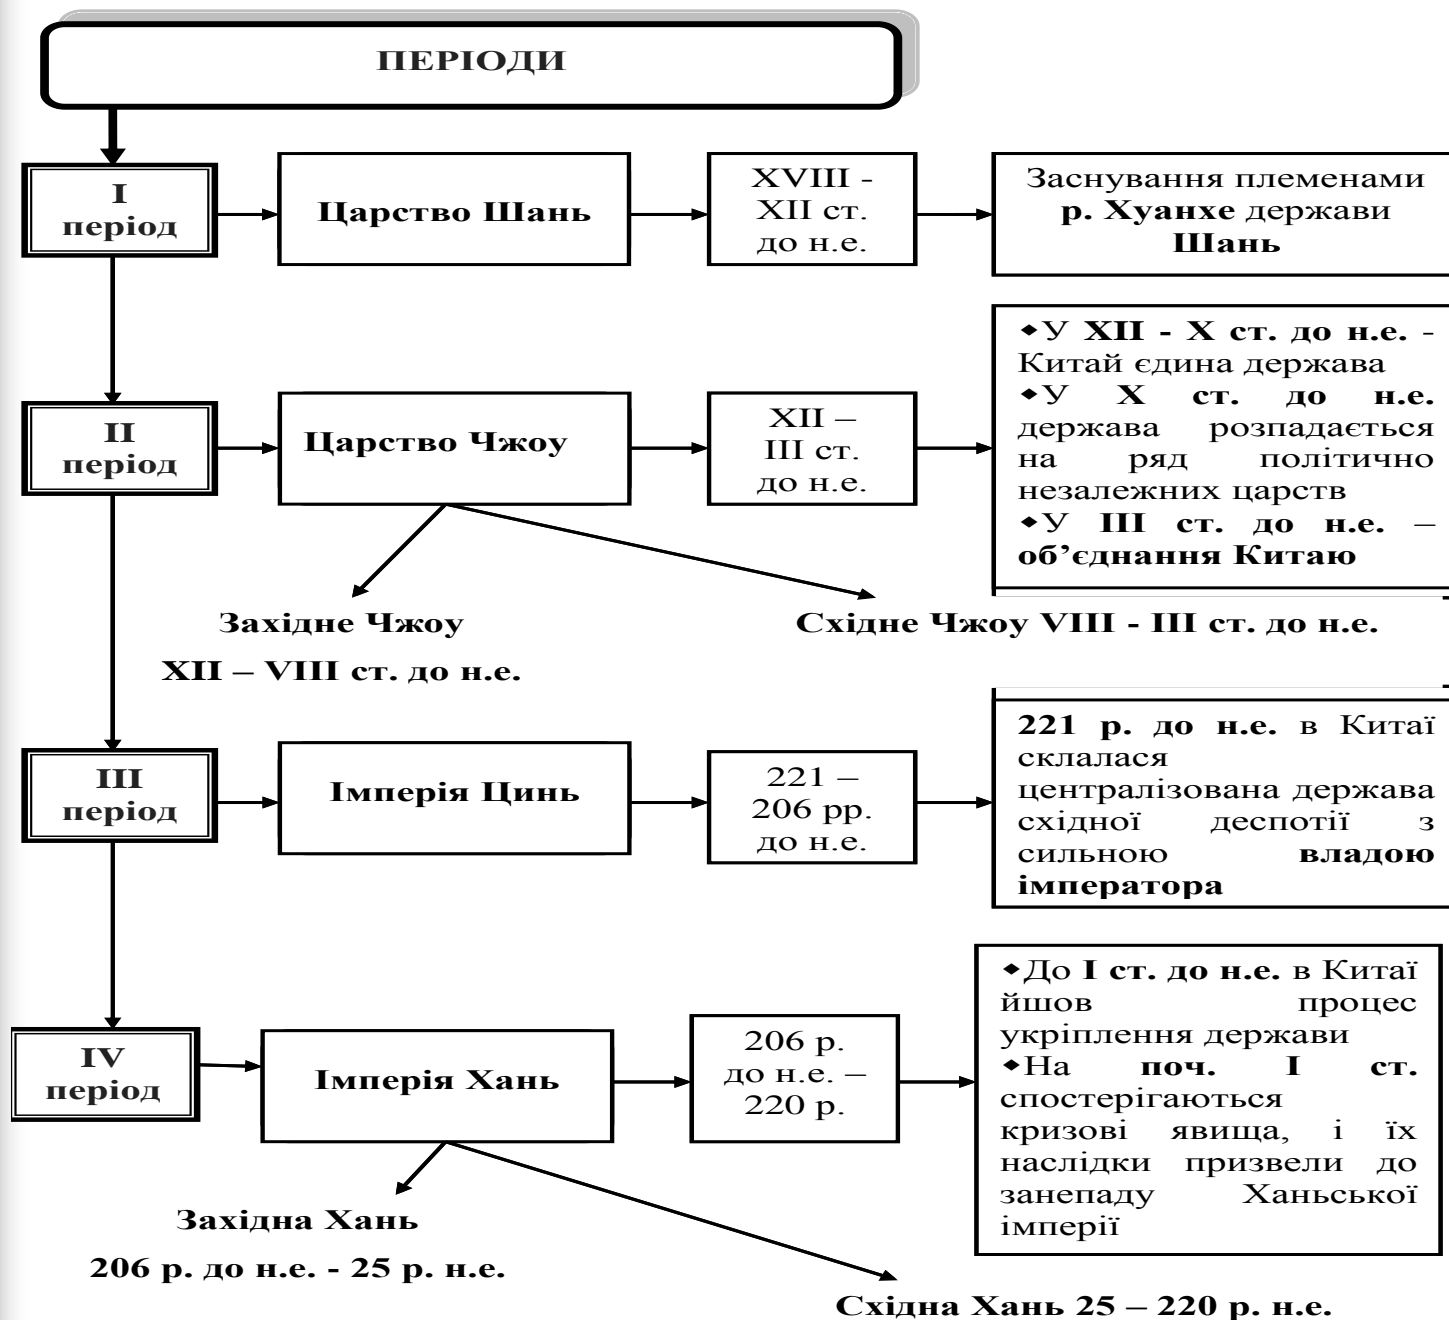 ПЕРІОДИ
І
період
Царство Шань
XVIII -
XII ст.
до н.е.
Заснування племенами
р. Хуанхе держави
Шань
ІІ
період
Царство Чжоу
XII –
III ст.
до н.е.
◆У XII - X ст. до н.е. -
Китай єдина держава
◆У X ст. до н.е.
держава розпадається
на ряд політично
незалежних царств
◆У III ст. до н.е. –
об’єднання Китаю
Західне Чжоу
XII – VIII ст. до н.е.
Східне Чжоу VIII - III ст. до н.е.
ІІІ
період
Імперія Цинь
221 –
206 рр.
до н.е.
221 р. до н.е. в Китаї
склалася
централізована держава
східної деспотії з
сильною владою
імператора
IV
період
Імперія Хань
206 р.
до н.е. –
220 р.
◆До І ст. до н.е. в Китаї
йшов процес
укріплення держави
◆На поч. І ст.
спостерігаються
кризові явища, і їх
наслідки призвели до
занепаду Ханьської
імперії
Західна Хань
206 р. до н.е. - 25 р. н.е.
Східна Хань 25 – 220 р. н.е.